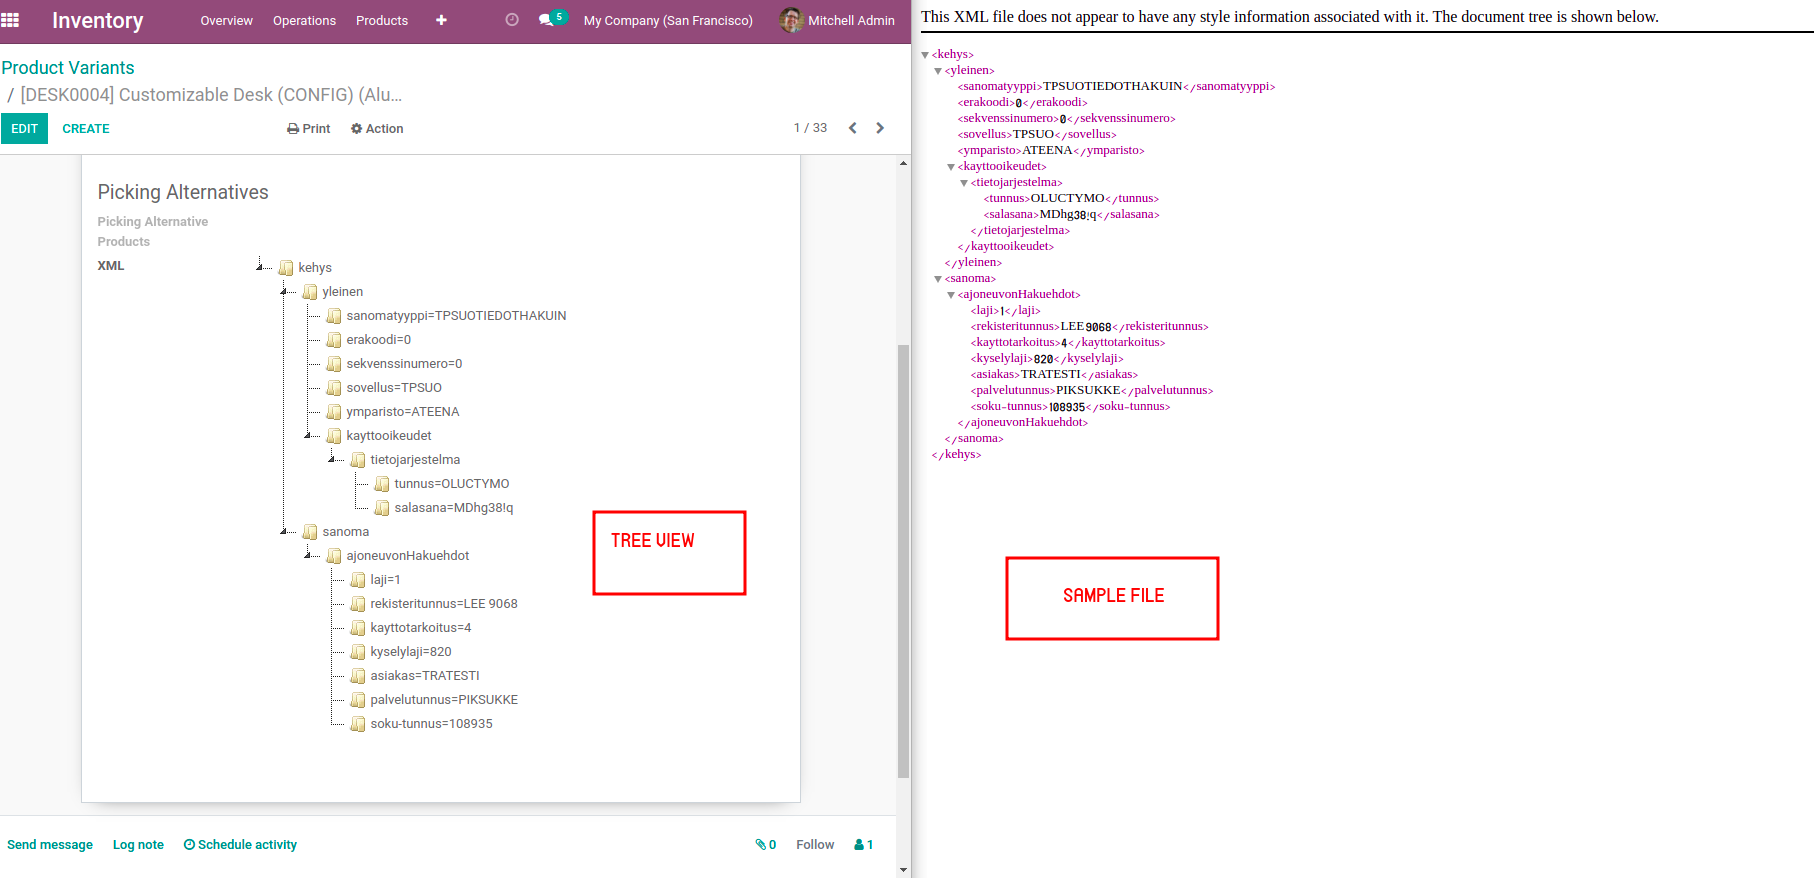 Inventory
Overview Operations Products
5
My Company (San Francisco)
Mitchell Admin
Product Variants
/ [DESK0004] Customizable Desk (CONFIG) (Alu...
EDIT CREATE
Print Action
1 / 33
Picking Alternatives
Picking Alternative
Products
XML
kehys
yleinen
sanomatyyppi=TPSUOTIEDOTHAKUIN
erakoodi=0
sekvenssinumero=0
sovellus=TPSUO
ymparisto=ATEENA
kayttooikeudet
tietojarjestelma
tunnus=OLUCTYMO
salasana=MDhg38!q
sanoma
ajoneuvonHakuehdot
laji=1
rekisteritunnus=LEE 9068
kayttotarkoitus=4
kyselylaji=820
asiakas=TRATESTI
palvelutunnus=PIKSUKKE
soku-tunnus=108935
TREE VIEW
Send message Log note Schedule activity
0 Follow 1
This XML file does not appear to have any style information associated with it. The document tree is shown below.
<kehys>
<yleinen>
<sanomatyyppi>TPSUOTIEDOTHAKUIN</sanomatyyppi>
<erakoodi>0</erakoodi>
<sekvenssinumero>0</sekvenssinumero>
<sovellus>TPSUO</sovellus>
<ymparisto>ATEENA</ymparisto>
<kayttooikeudet>
<tietojarjestelma>
<tunnus>OLUCTYMO</tunnus>
<salasana>MDhg38!q</salasana>
</tietojarjestelma>
</kayttooikeudet>
</yleinen>
<sanoma>
<ajoneuvonHakuehdot>
<laji>1</laji>
<rekisteritunnus>LEE 9068</rekisteritunnus>
<kayttotarkoitus>4</kayttotarkoitus>
<kyselylaji>820</kyselylaji>
<asiakas>TRATESTI</asiakas>
<palvelutunnus>PIKSUKKE</palvelutunnus>
<soku-tunnus>108935</soku-tunnus>
</ajoneuvonHakuehdot>
</sanoma>
</kehys>
SAMPLE FILE